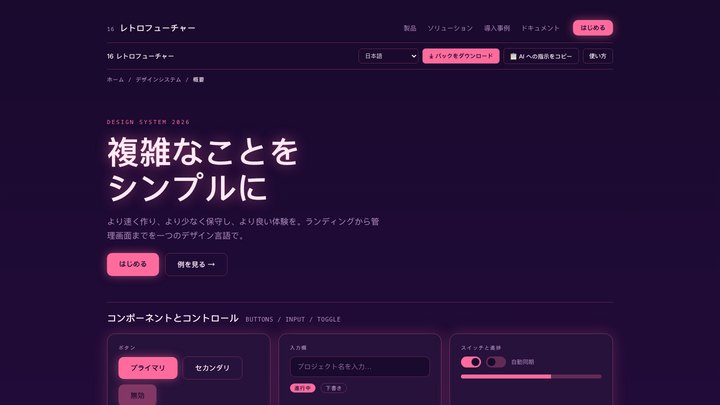 16 レトロフューチャー
製品 ソリューション 導入事例 ドキュメント はじめる
16 レトロフューチャー
日本語 ⤓ パックをダウンロード 📋 AI への指示をコピー 使い方
ホーム / デザインシステム / 概要
DESIGN SYSTEM 2026
複雑なことを
シンプルに
より速く作り、より少なく保守し、より良い体験を。ランディングから管
理画面までを一つのデザイン言語で。
はじめる 例を見る →
コンポーネントとコントロール BUTTONS / INPUT / TOGGLE
ボタン
プライマリ セカンダリ
無効
入力欄
プロジェクト名を入力…
進行中 下書き
スイッチと進捗
自動同期